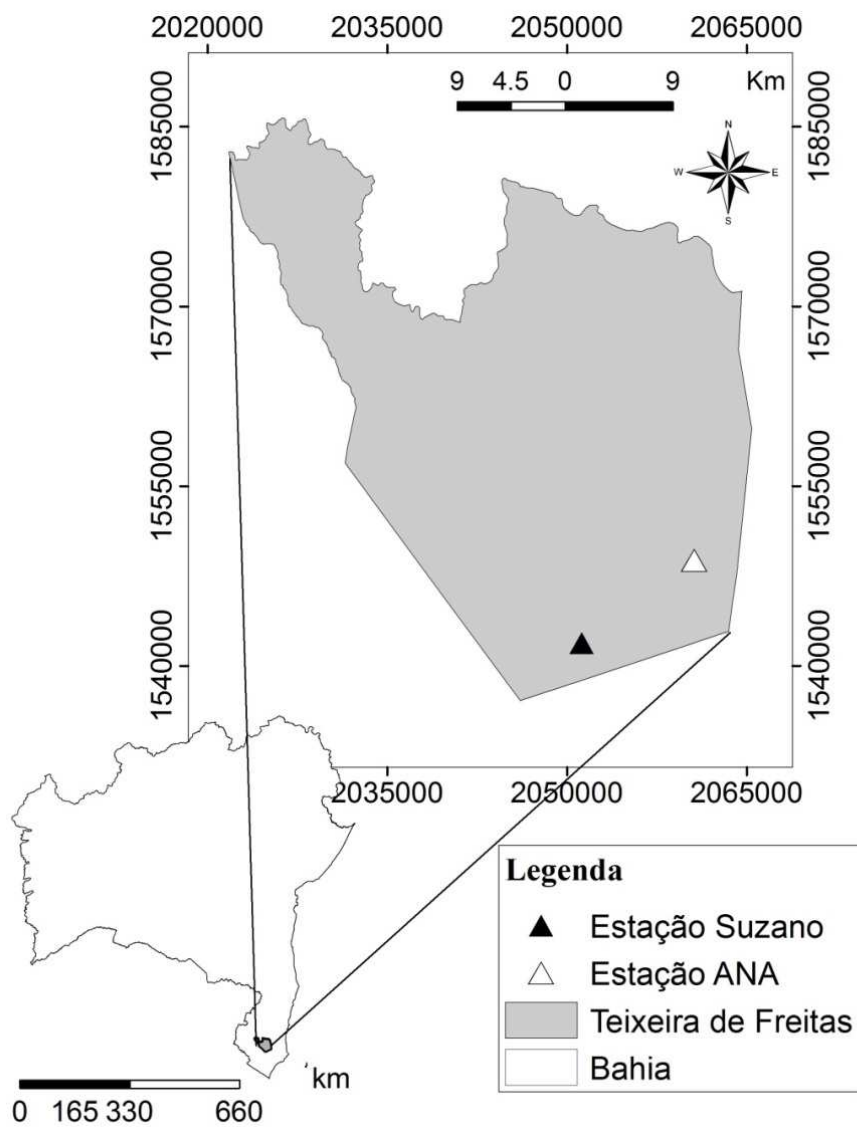 2020000 2035000 2050000 2065000
9 4.5 0 9 Km
N
W E
S
1585000 1585000
1570000 1570000
1555000 1555000
1540000 1540000
2035000 2050000 2065000
Legenda
Estação Suzano
Estação ANA
Teixeira de Freitas
Bahia
km
0 165 330 660